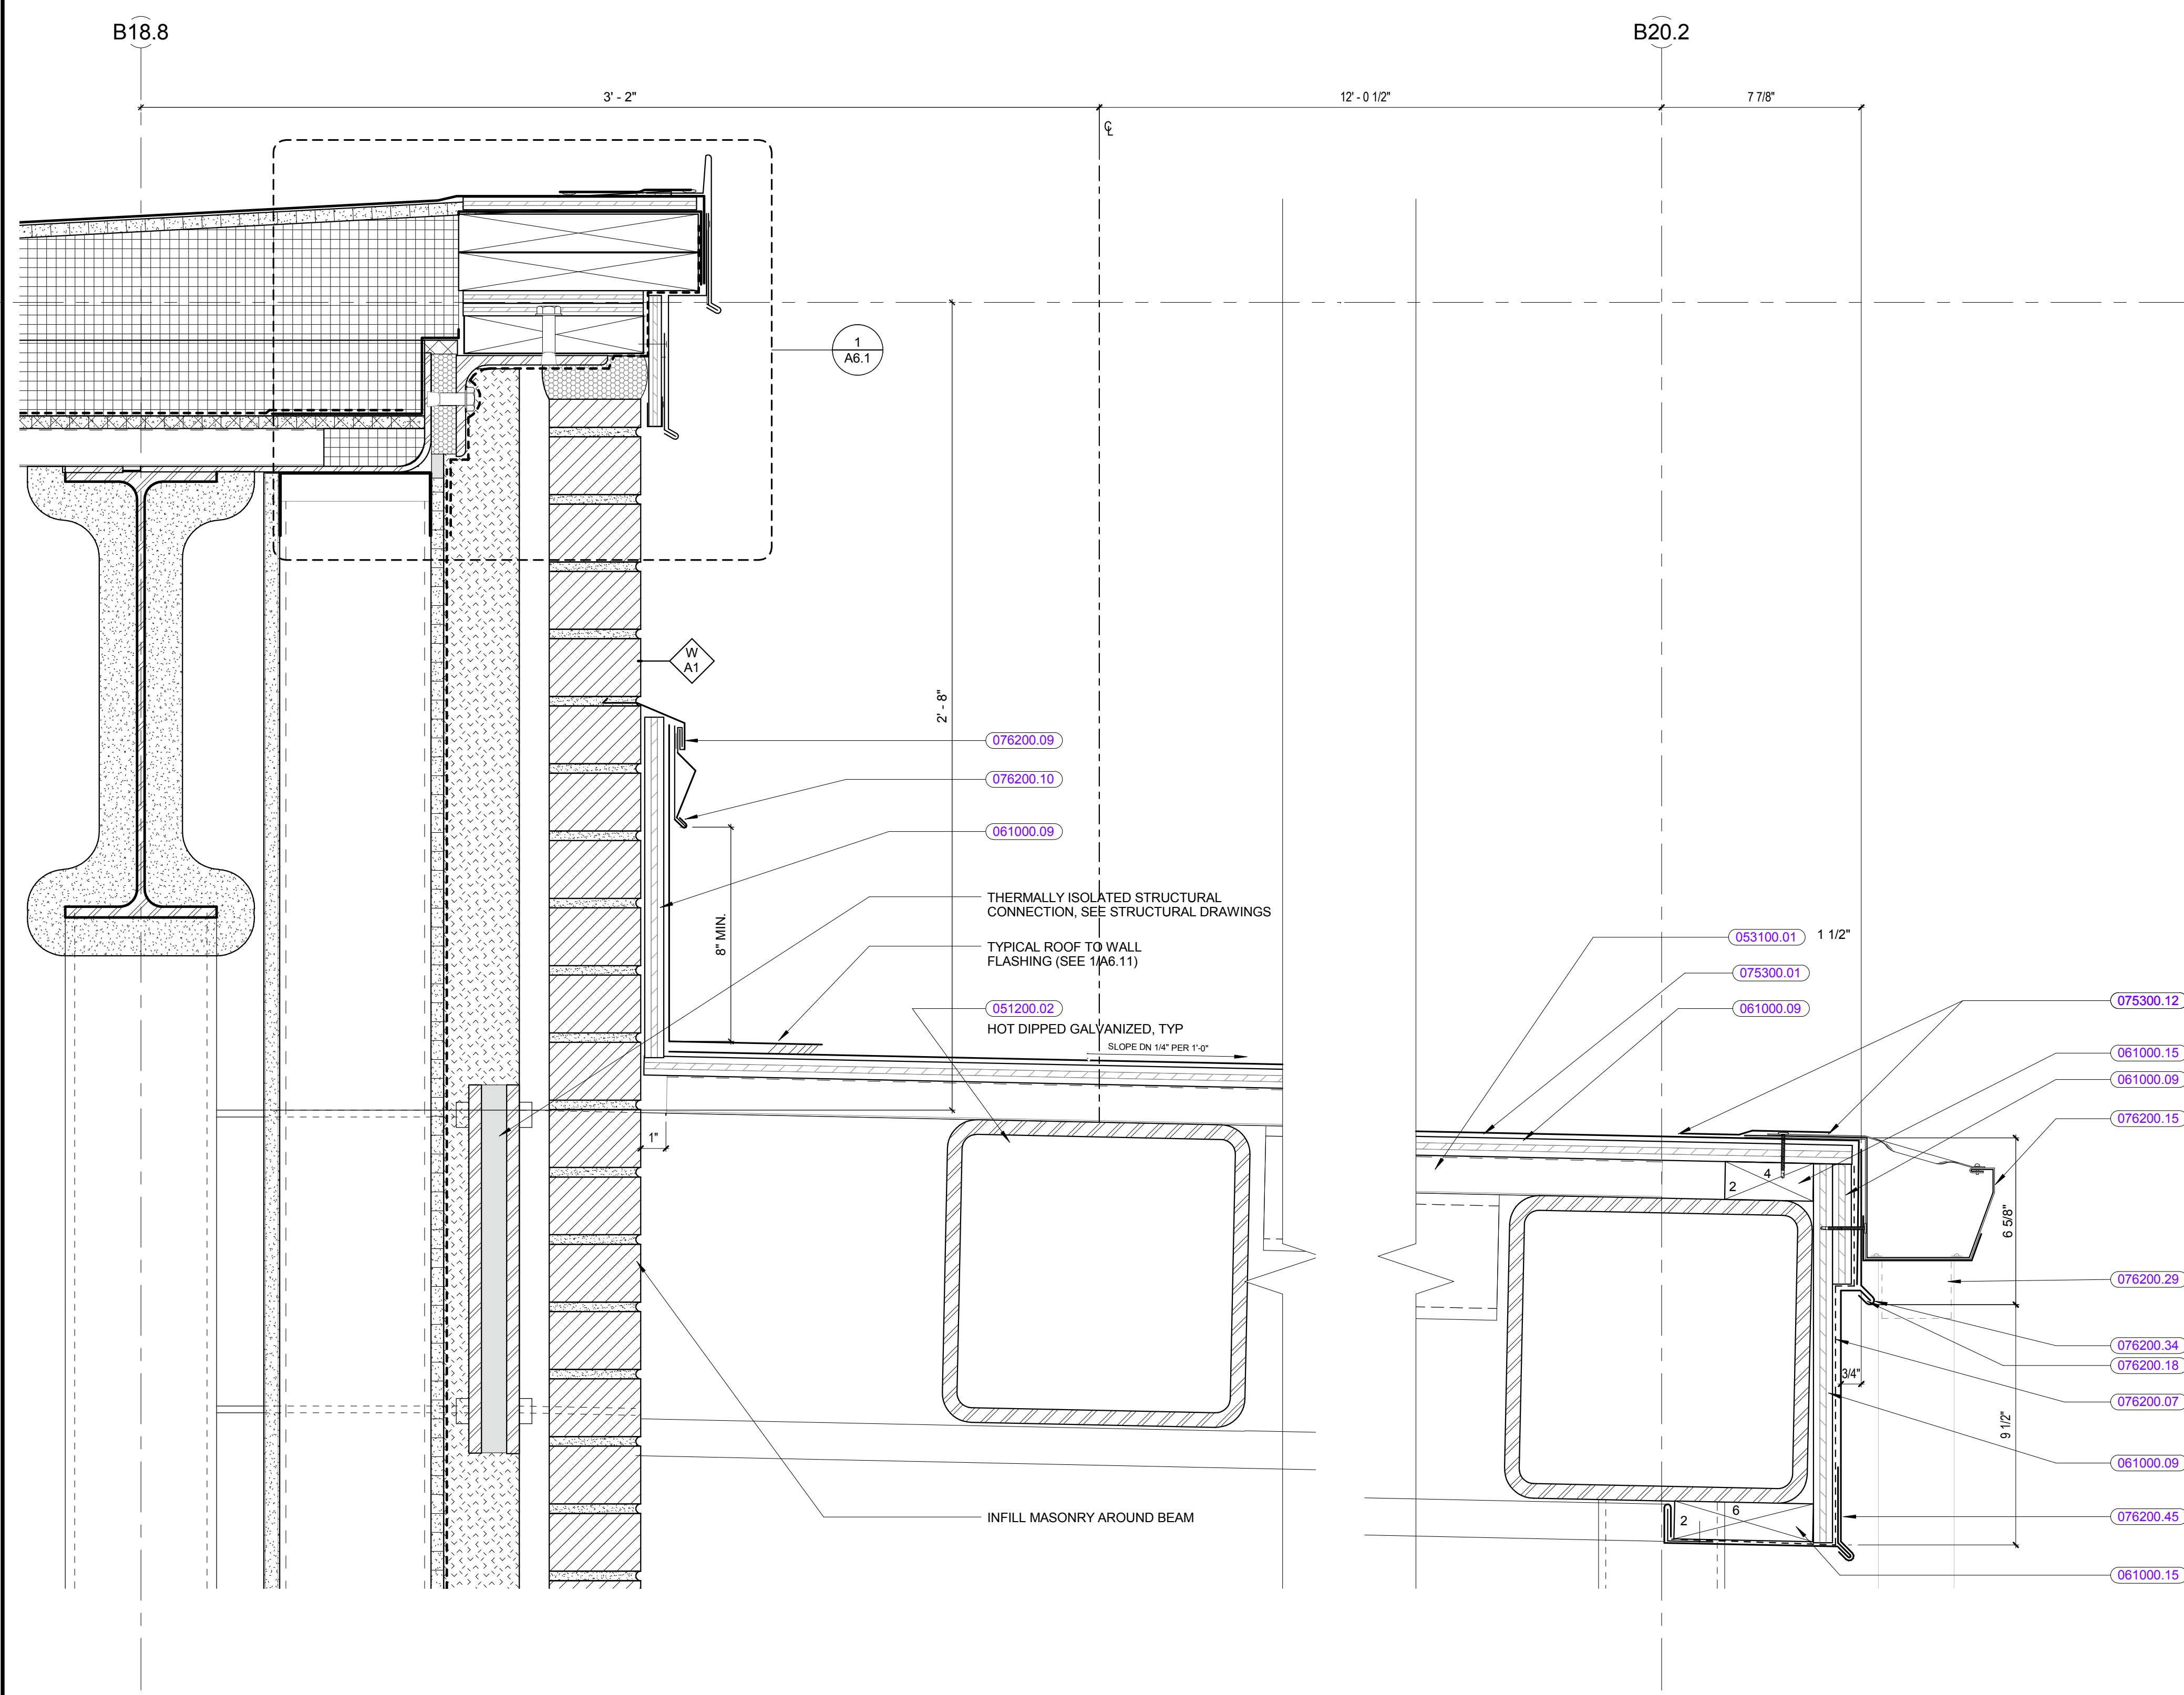 B18.8
B20.2
3' - 2"
12' - 0 1/2"
7 7/8"
℄
1
A6.1
W
A1
2' - 8"
076200.09
076200.10
061000.09
THERMALLY ISOLATED STRUCTURAL
CONNECTION, SEE STRUCTURAL DRAWINGS
8" MIN.
TYPICAL ROOF TO WALL
FLASHING (SEE 1/A6.11)
051200.02
HOT DIPPED GALVANIZED, TYP
SLOPE DN 1/4" PER 1'-0"
1"
INFILL MASONRY AROUND BEAM
053100.01 1 1/2"
075300.01
061000.09
075300.12
061000.15
061000.09
076200.15
4
2
6 5/8"
076200.29
076200.34
076200.18
3/4"
076200.07
9 1/2"
061000.09
6
2
076200.45
061000.15